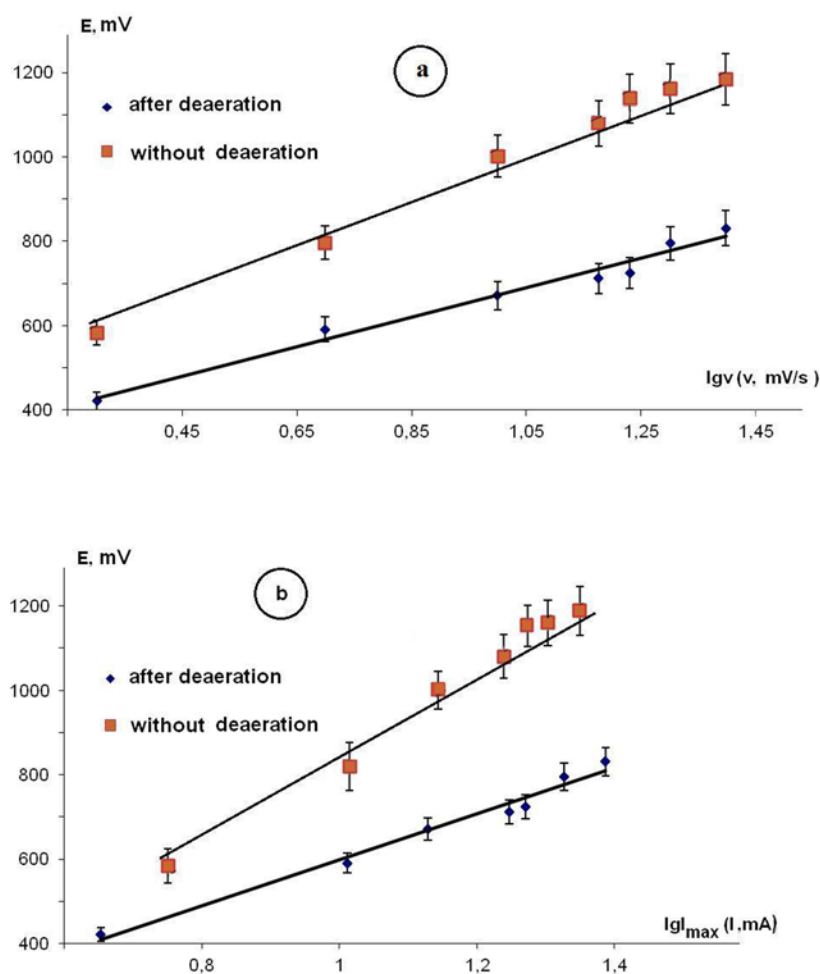 E, mV
a
1200
after deaeration
without deaeration
1000
800
600
lgv (v, mV/s)
400
0,45 0,65 0,85 1,05 1,25 1,45
E, mV
b
1200
after deaeration
1000
without deaeration
800
600
lgI_max (I,mA)
400
0,8 1 1,2 1,4